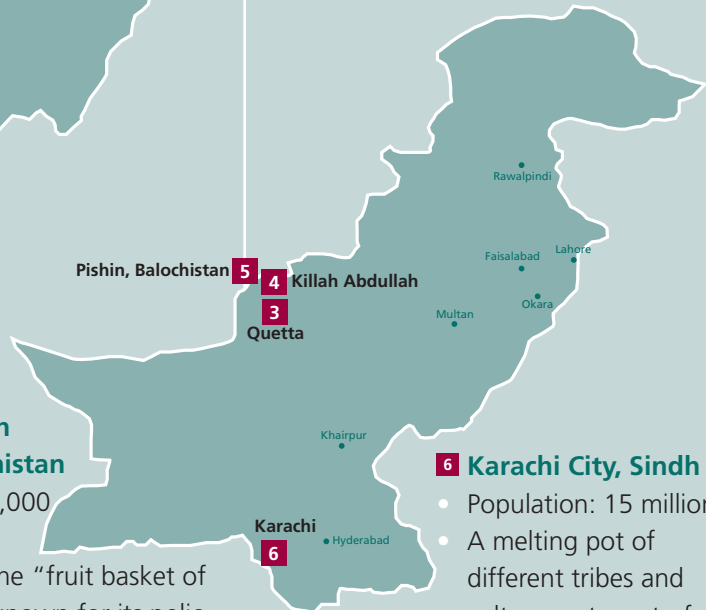 Rawalpindi
Lahore
Faisalabad
Okara
Multan
Pishin, Balochistan 5
4 Killah Abdullah
3
Quetta
Khairpur
Karachi
6
Hyderabad
n
nistan
,000
he “fruit basket of
6 Karachi City, Sindh
Population: 15 million
A melting pot of
different tribes and